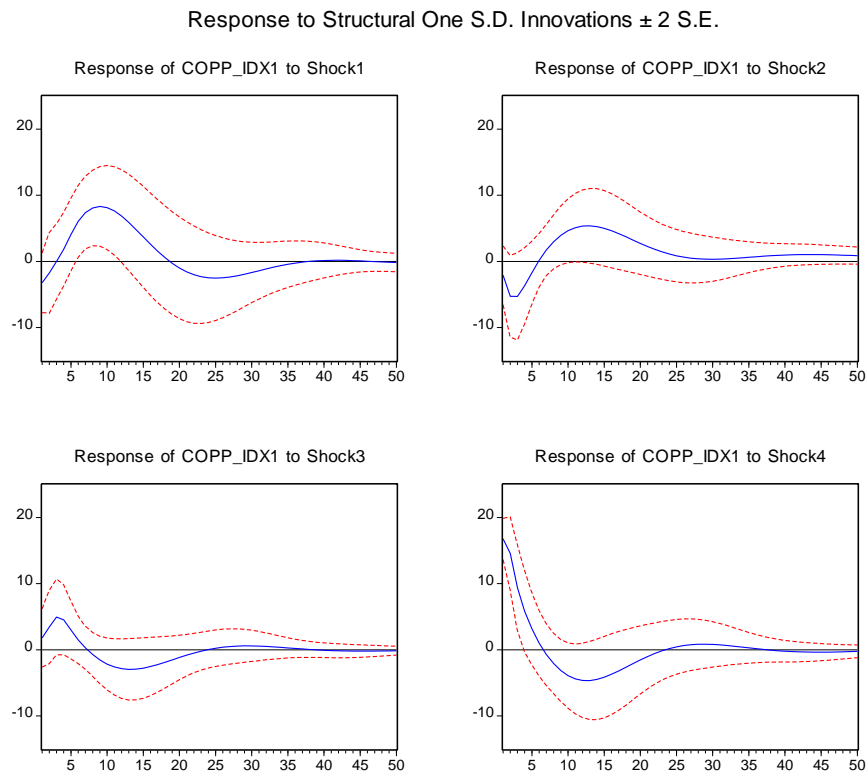 Response to Structural One S.D. Innovations ± 2 S.E.
Response of COPP_IDX1 to Shock1
20
10
0
-10
5 10 15 20 25 30 35 40 45 50
Response of COPP_IDX1 to Shock2
20
10
0
-10
5 10 15 20 25 30 35 40 45 50
Response of COPP_IDX1 to Shock3
20
10
0
-10
5 10 15 20 25 30 35 40 45 50
Response of COPP_IDX1 to Shock4
20
10
0
-10
5 10 15 20 25 30 35 40 45 50